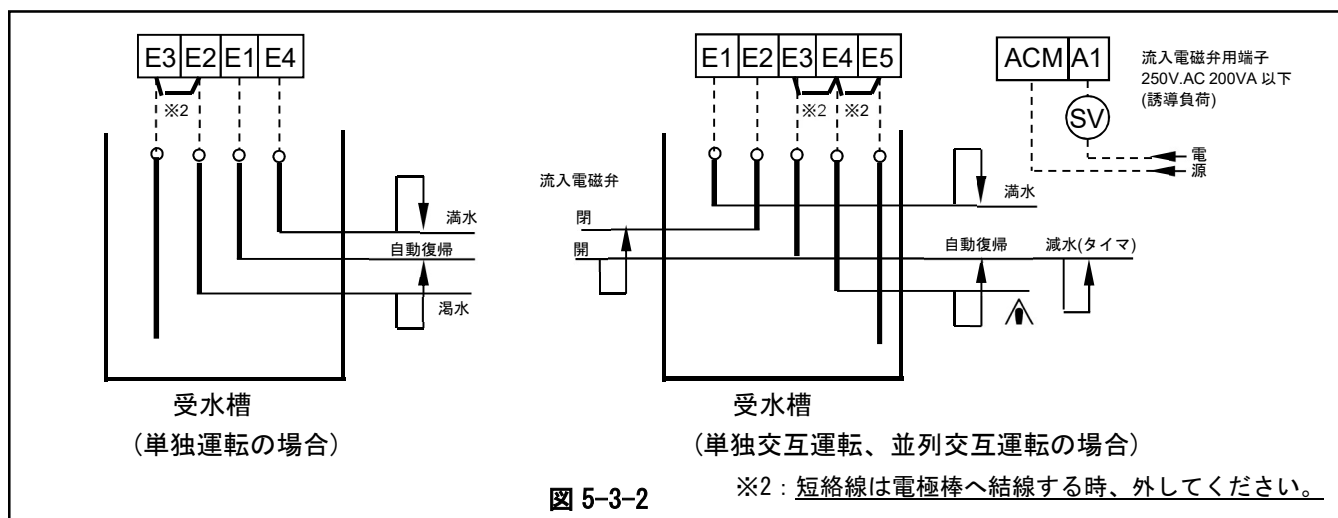 E3 E2 E1 E4
※2
満水
自動復帰
渇水
受水槽
(単独運転の場合)
E1 E2 E3 E4 E5
※2 ※2
流入電磁弁
閉
開
満水
自動復帰
減水(タイマ)
受水槽
(単独交互運転、並列交互運転の場合)
ACM A1
SV
電
源
流入電磁弁用端子
250V.AC 200VA 以下
(誘導負荷)
図 5-3-2
※2：短絡線は電極棒へ結線する時、外してください。